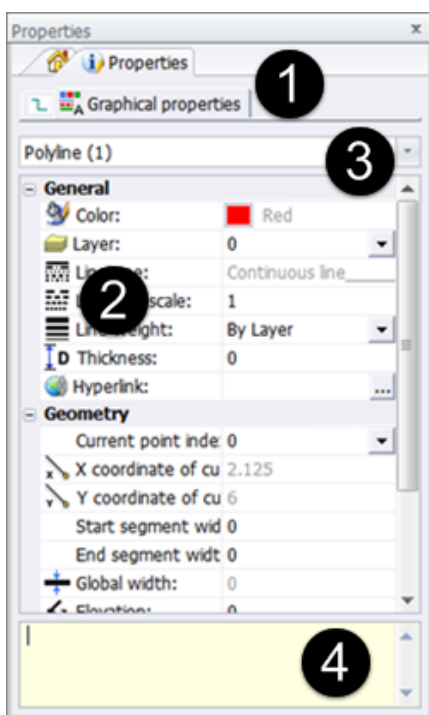 Properties x
Properties
1
A Graphical properties
Polyline (1)
3
General
Color: Red
Layer: 0
Continuous line
2 scale: 1
Weight: By Layer
D Thickness: 0
Hyperlink: ...
Geometry
Current point inde: 0
x X coordinate of cu 2.125
Y Y coordinate of cu 6
Start segment wid 0
End segment widt 0
Global width: 0
Elevation: 0
4